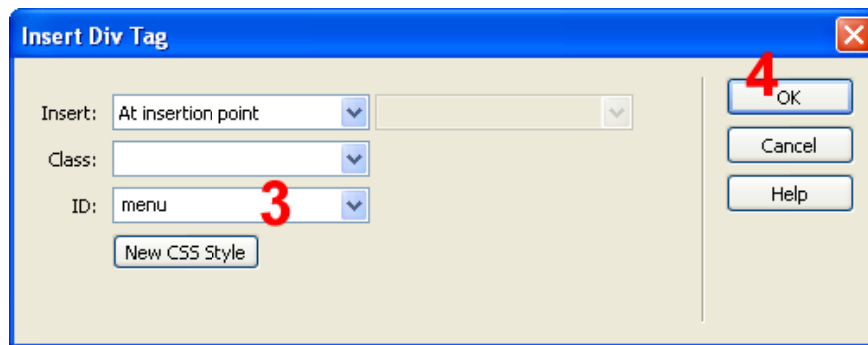 Insert Div Tag
4
Insert: At insertion point
OK
Class:
Cancel
ID: menu 3
Help
New CSS Style